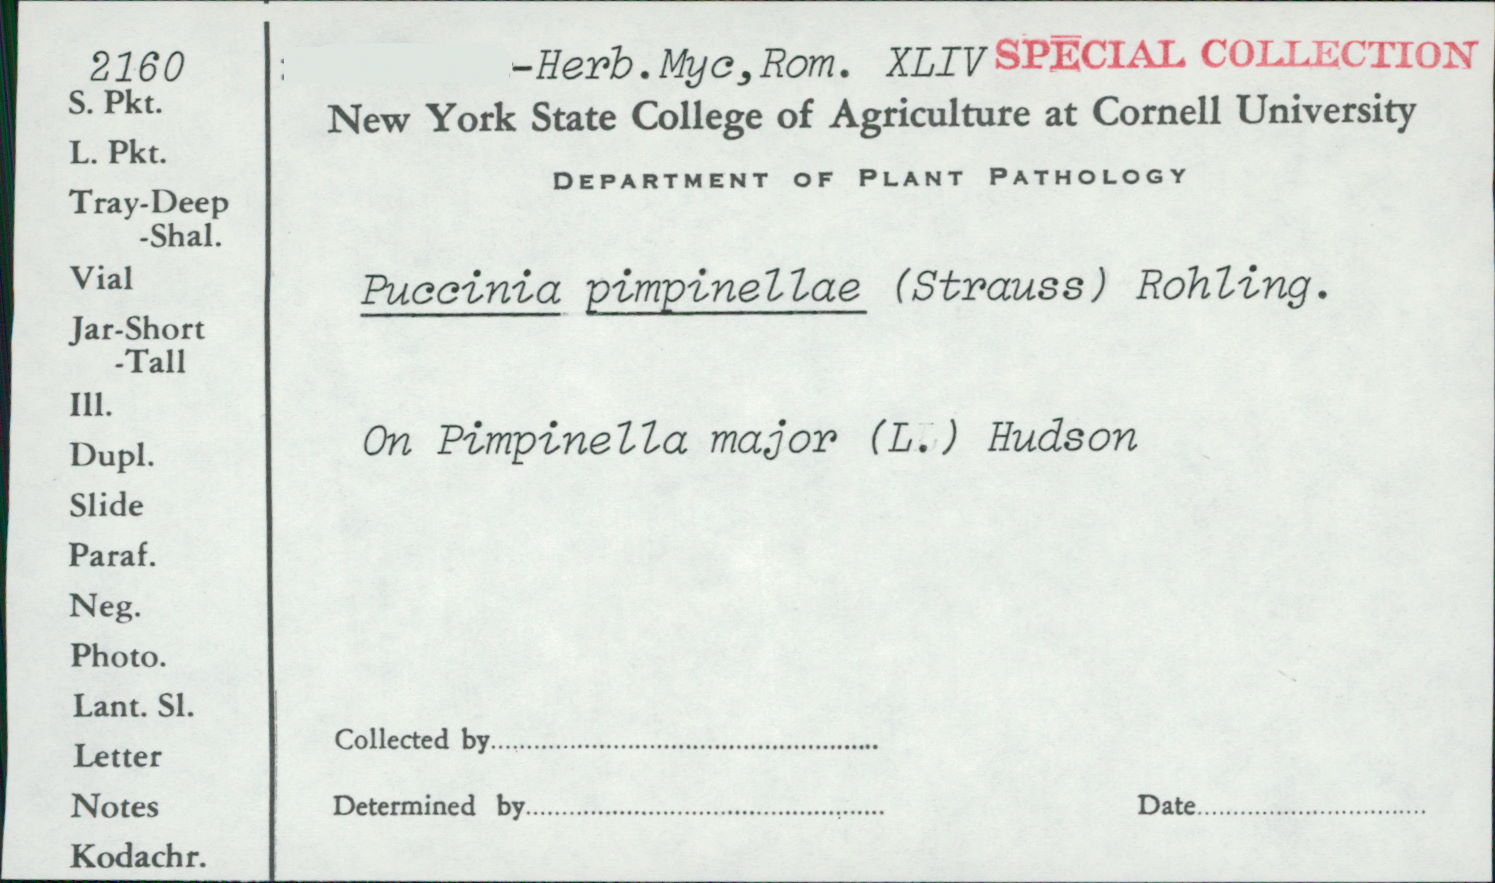 2160
-Herb.Myc,Rom. XLIV SPECIAL COLLECTION
New York State College of Agriculture at Cornell University
DEPARTMENT OF PLANT PATHOLOGY
S. Pkt.
L. Pkt.
Tray-Deep
-Shal.
Vial
Jar-Short
-Tall
Ill.
Dupl.
Slide
Paraf.
Neg.
Photo.
Lant. Sl.
Letter
Notes
Kodachr.
Puccinia pimpinellae (Strauss) Rohling.
On Pimpinella major (L.) Hudson
Collected by
Determined by
Date